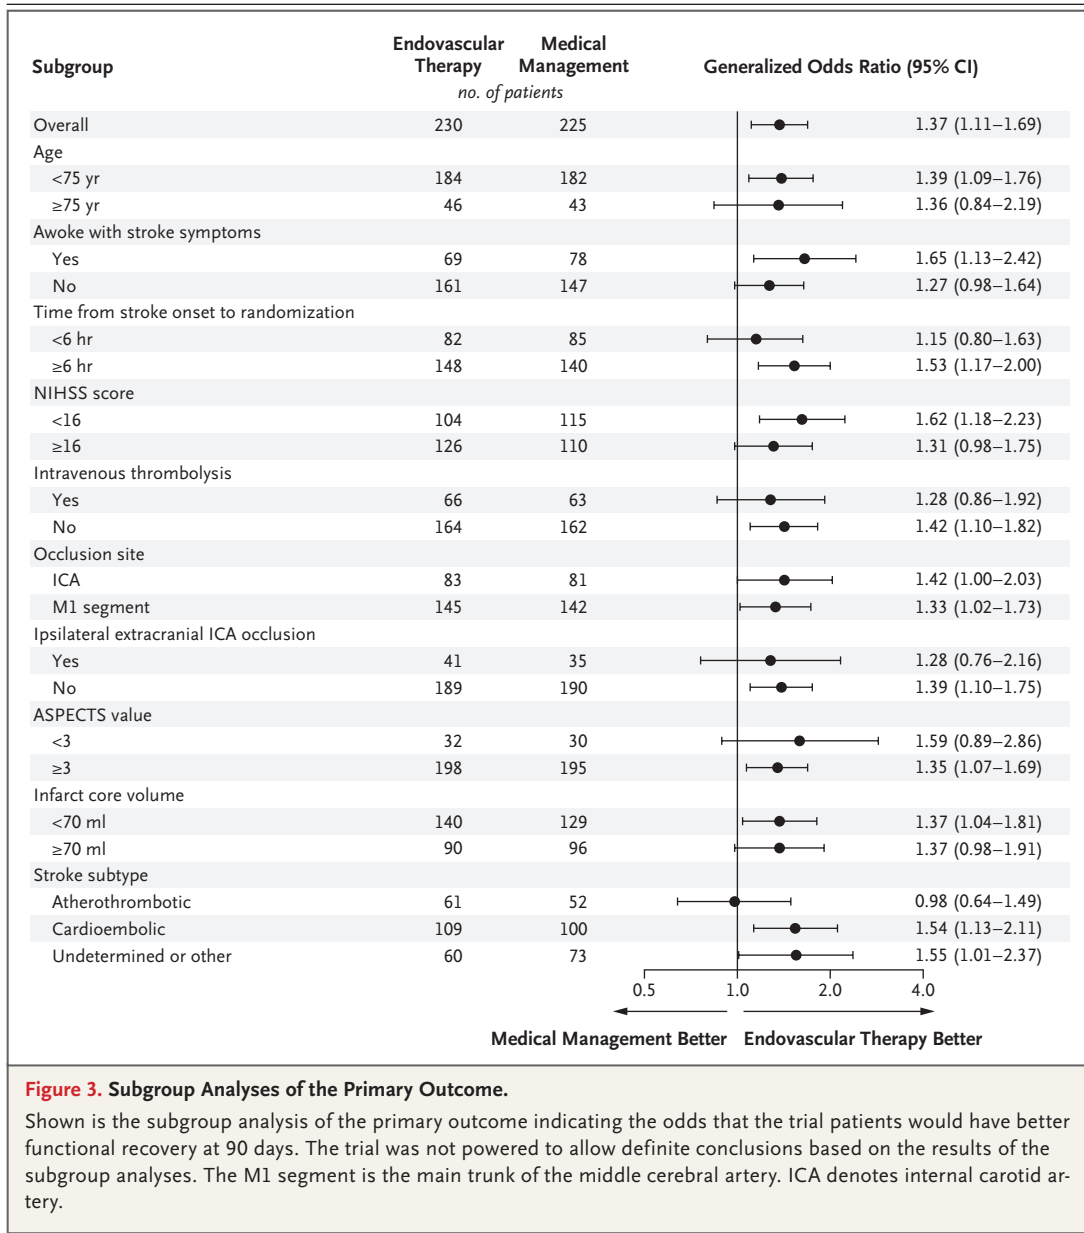 Subgroup Endovascular Therapy Medical Management Generalized Odds Ratio (95% CI)
no. of patients
Overall 230 225 1.37 (1.11–1.69)
Age
<75 yr 184 182 1.39 (1.09–1.76)
≥75 yr 46 43 1.36 (0.84–2.19)
Awoke with stroke symptoms
Yes 69 78 1.65 (1.13–2.42)
No 161 147 1.27 (0.98–1.64)
Time from stroke onset to randomization
<6 hr 82 85 1.15 (0.80–1.63)
≥6 hr 148 140 1.53 (1.17–2.00)
NIHSS score
<16 104 115 1.62 (1.18–2.23)
≥16 126 110 1.31 (0.98–1.75)
Intravenous thrombolysis
Yes 66 63 1.28 (0.86–1.92)
No 164 162 1.42 (1.10–1.82)
Occlusion site
ICA 83 81 1.42 (1.00–2.03)
M1 segment 145 142 1.33 (1.02–1.73)
Ipsilateral extracranial ICA occlusion
Yes 41 35 1.28 (0.76–2.16)
No 189 190 1.39 (1.10–1.75)
ASPECTS value
<3 32 30 1.59 (0.89–2.86)
≥3 198 195 1.35 (1.07–1.69)
Infarct core volume
<70 ml 140 129 1.37 (1.04–1.81)
≥70 ml 90 96 1.37 (0.98–1.91)
Stroke subtype
Atherothrombotic 61 52 0.98 (0.64–1.49)
Cardioembolic 109 100 1.54 (1.13–2.11)
Undetermined or other 60 73 1.55 (1.01–2.37)
0.5 1.0 2.0 4.0
Medical Management Better Endovascular Therapy Better
Figure 3. Subgroup Analyses of the Primary Outcome.
Shown is the subgroup analysis of the primary outcome indicating the odds that the trial patients would have better
functional recovery at 90 days. The trial was not powered to allow definite conclusions based on the results of the
subgroup analyses. The M1 segment is the main trunk of the middle cerebral artery. ICA denotes internal carotid ar-
tery.